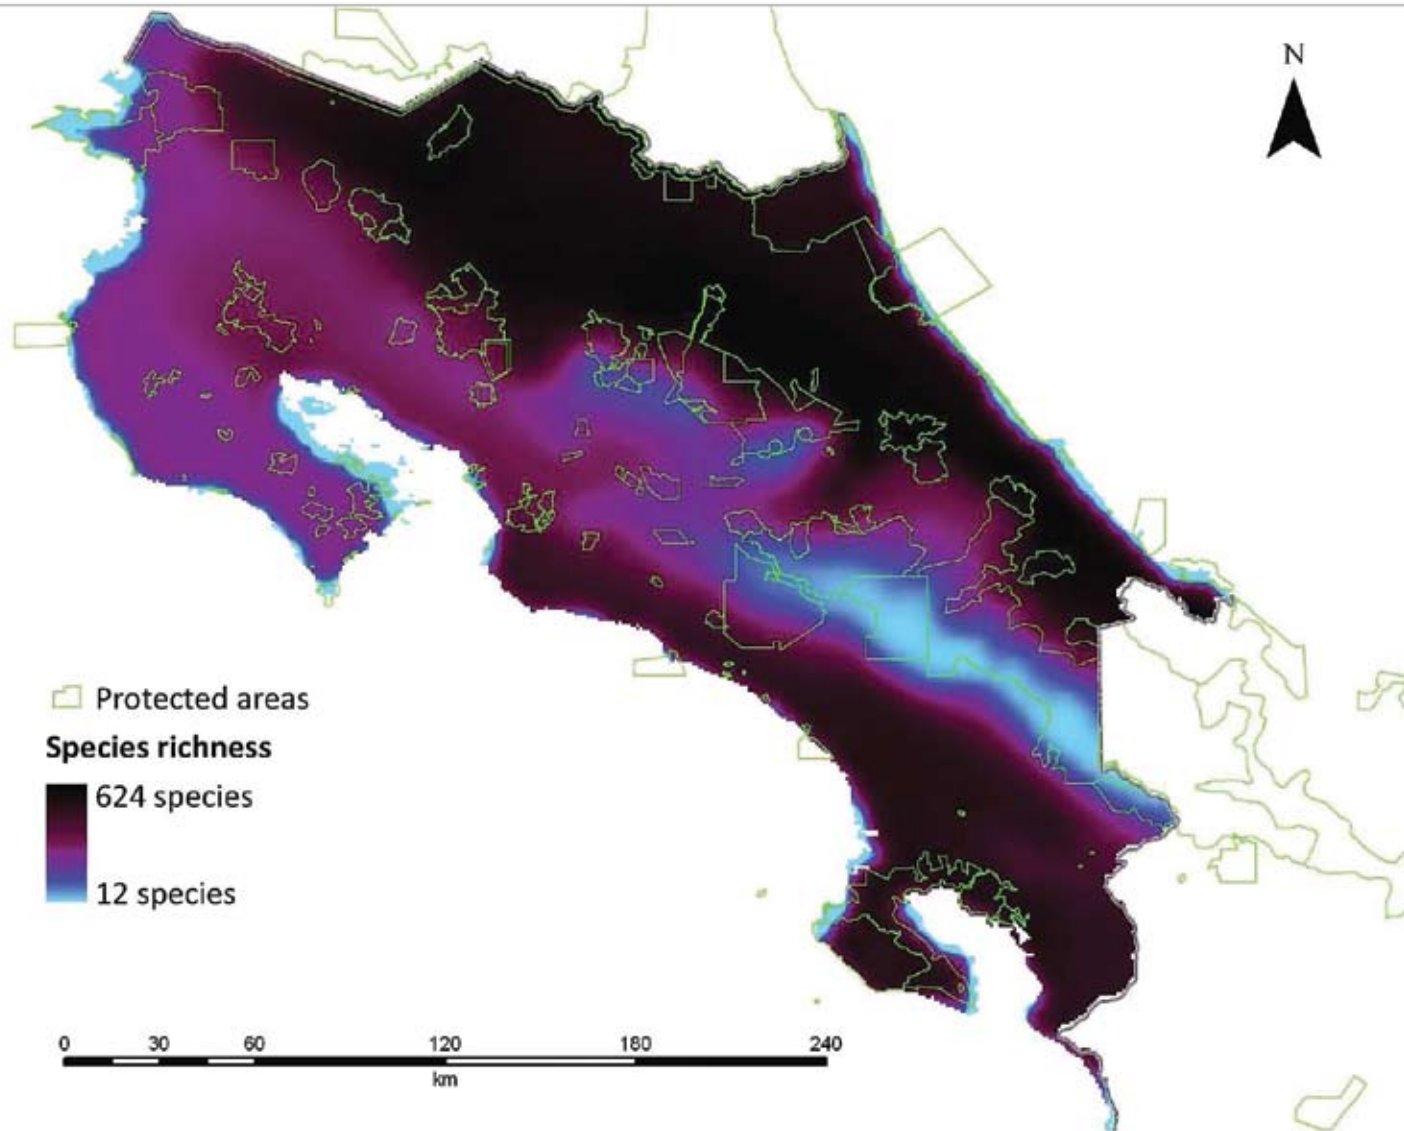 N
Protected areas
Species richness
624 species
12 species
0 30 60 120 180 240
km